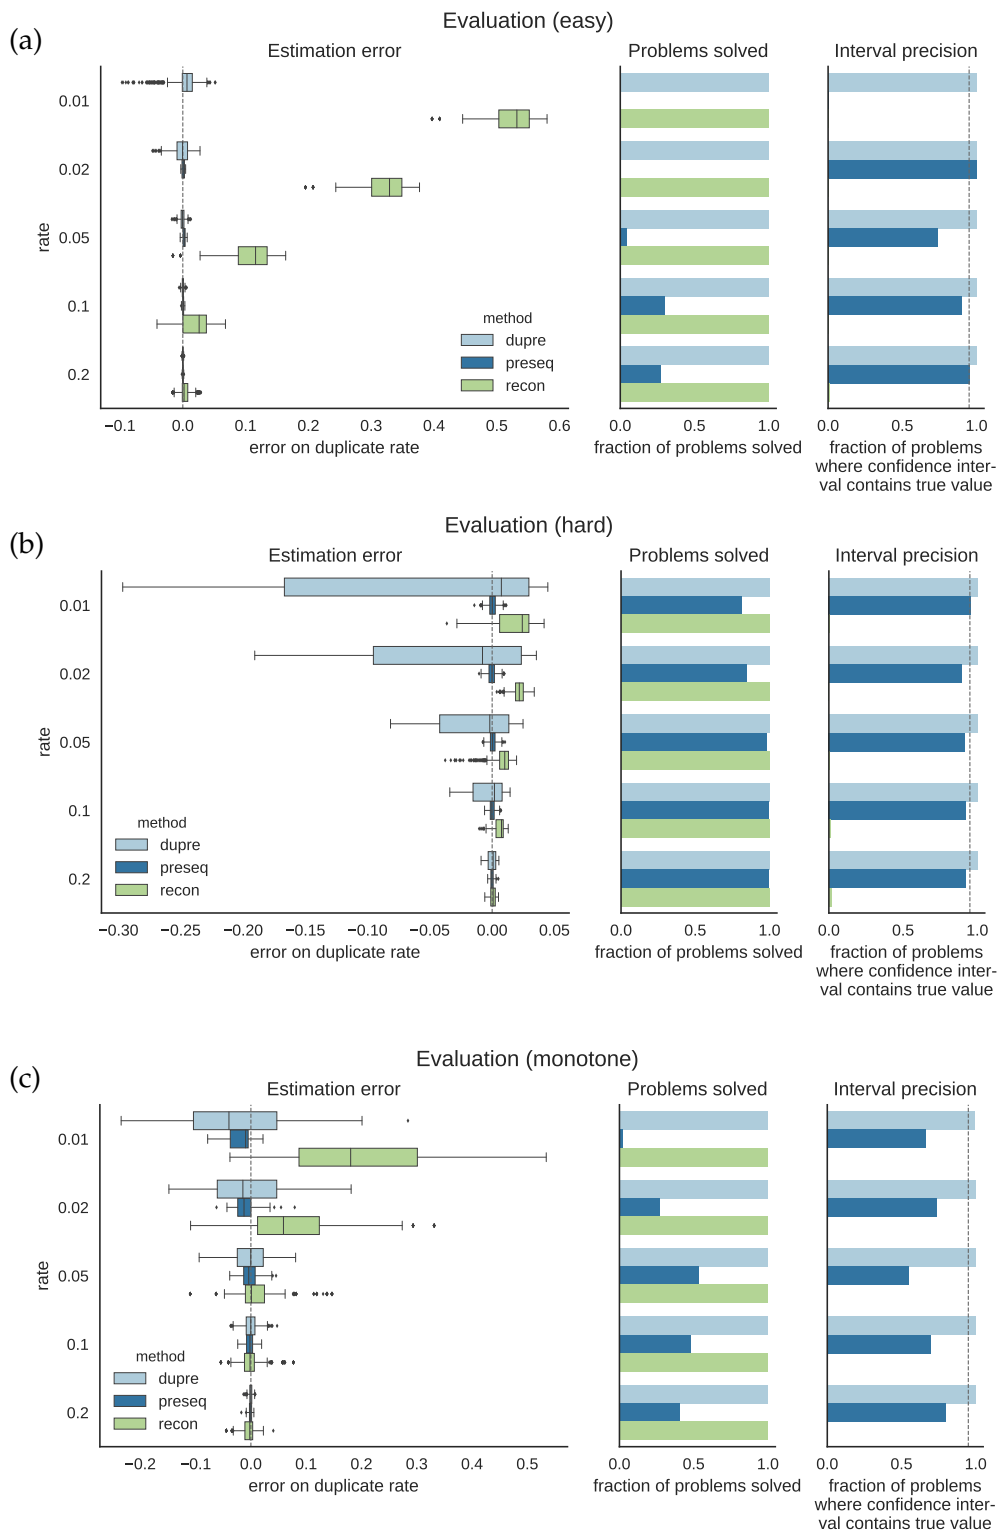 (a)
Evaluation (easy)
Estimation error
Problems solved
Interval precision
rate
0.01
0.02
0.05
0.1
0.2
method
dupre
preseq
recon
−0.1 0.0 0.1 0.2 0.3 0.4 0.5 0.6
error on duplicate rate
0.0 0.5 1.0
fraction of problems solved
0.0 0.5 1.0
fraction of problems
where confidence inter-
val contains true value
(b)
Evaluation (hard)
Estimation error
Problems solved
Interval precision
rate
0.01
0.02
0.05
0.1
0.2
method
dupre
preseq
recon
−0.30 −0.25 −0.20 −0.15 −0.10 −0.05 0.00 0.05
error on duplicate rate
0.0 0.5 1.0
fraction of problems solved
0.0 0.5 1.0
fraction of problems
where confidence inter-
val contains true value
(c)
Evaluation (monotone)
Estimation error
Problems solved
Interval precision
rate
0.01
0.02
0.05
0.1
0.2
method
dupre
preseq
recon
−0.2 −0.1 0.0 0.1 0.2 0.3 0.4 0.5
error on duplicate rate
0.0 0.5 1.0
fraction of problems solved
0.0 0.5 1.0
fraction of problems
where confidence inter-
val contains true value